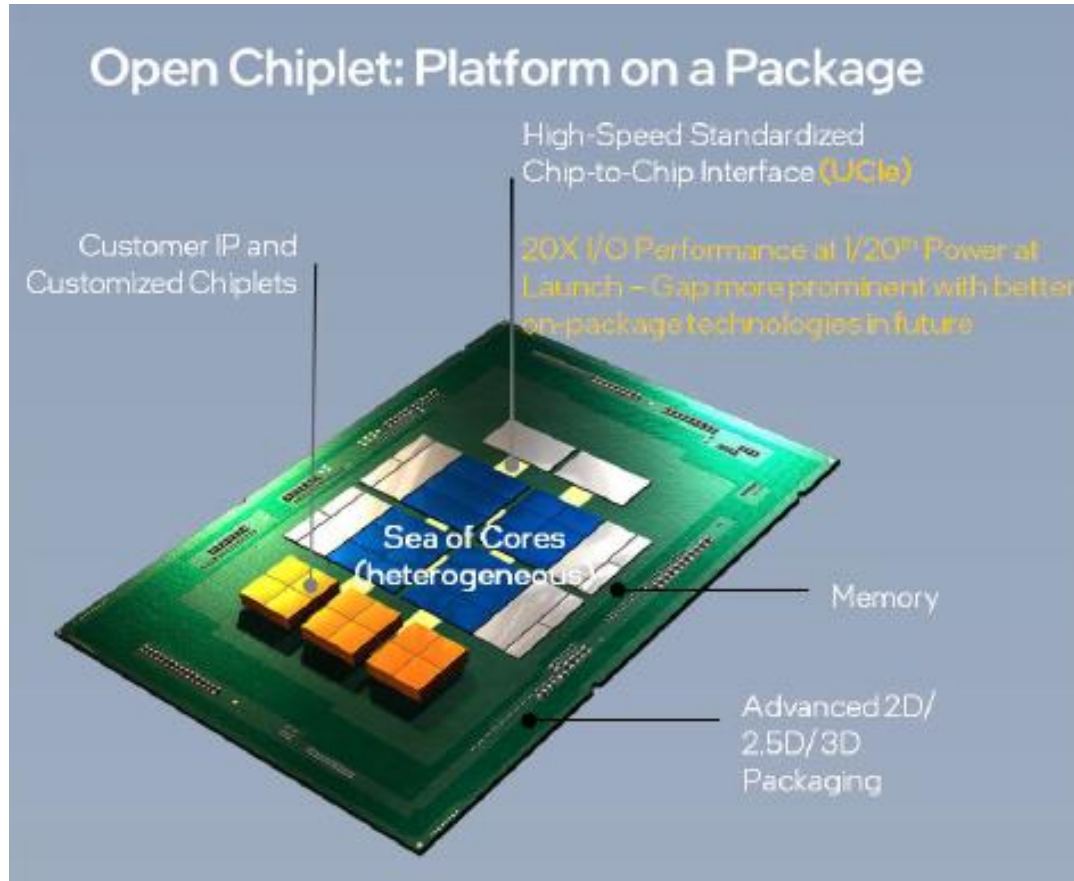 Open Chiplet: Platform on a Package
High-Speed Standardized
Chip-to-Chip Interface (UCIe)
20X I/O Performance at 1/20th Power at
Launch – Gap more prominent with better
on-package technologies in future
Customer IP and
Customized Chiplets
Sea of Cores
(heterogeneous)
Memory
Advanced 2D/
2.5D/3D
Packaging